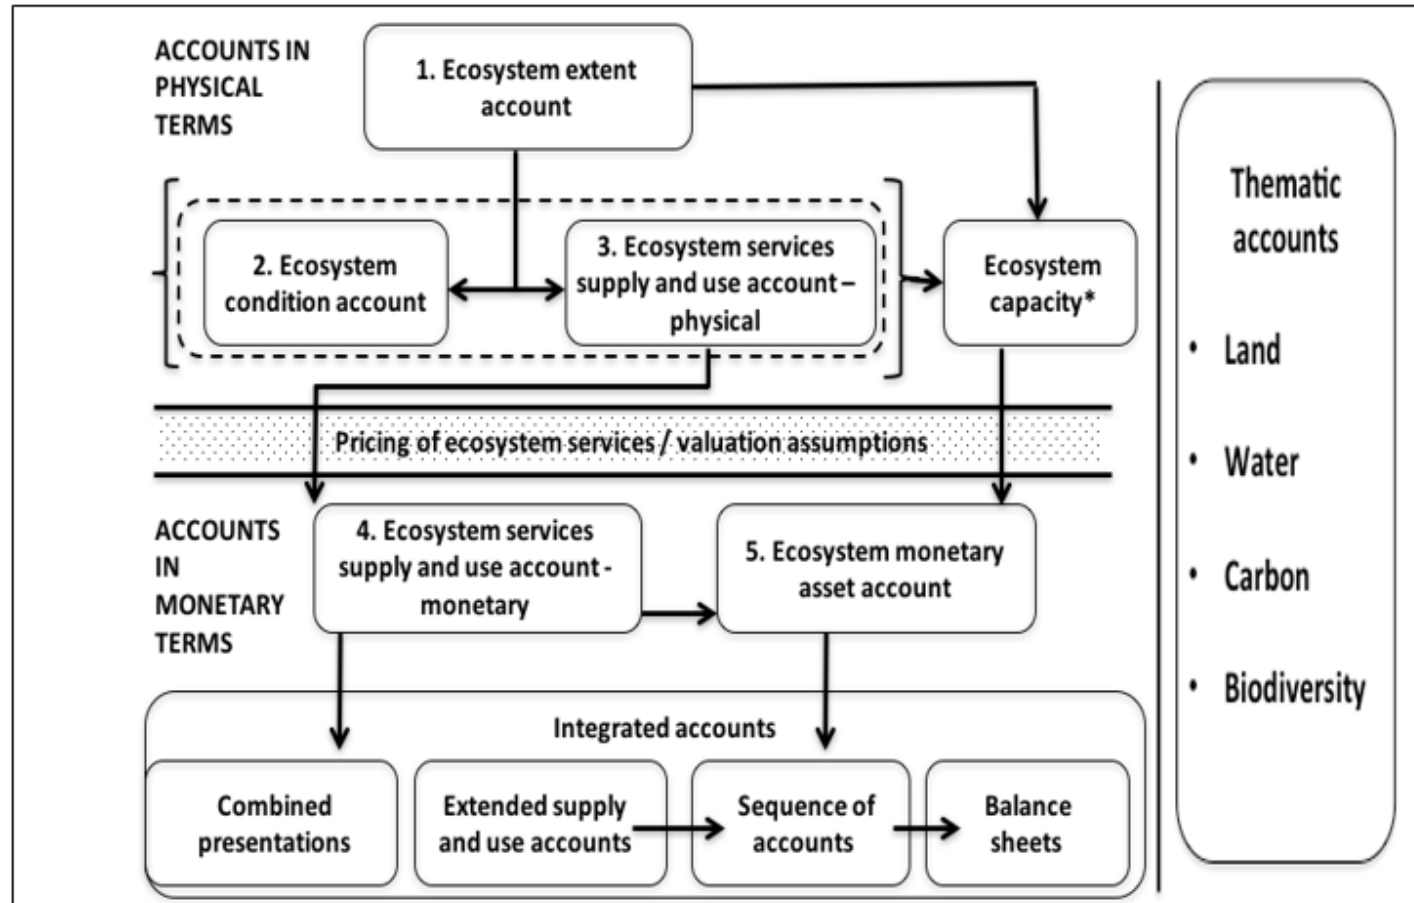 ACCOUNTS IN
PHYSICAL
TERMS
1. Ecosystem extent
account
2. Ecosystem
condition account
3. Ecosystem services
supply and use account –
physical
Ecosystem
capacity*
Pricing of ecosystem services / valuation assumptions
ACCOUNTS
IN
MONETARY
TERMS
4. Ecosystem services
supply and use account -
monetary
5. Ecosystem monetary
asset account
Integrated accounts
Combined
presentations
Extended supply
and use accounts
Sequence of
accounts
Balance
sheets
Thematic
accounts
• Land
• Water
• Carbon
• Biodiversity